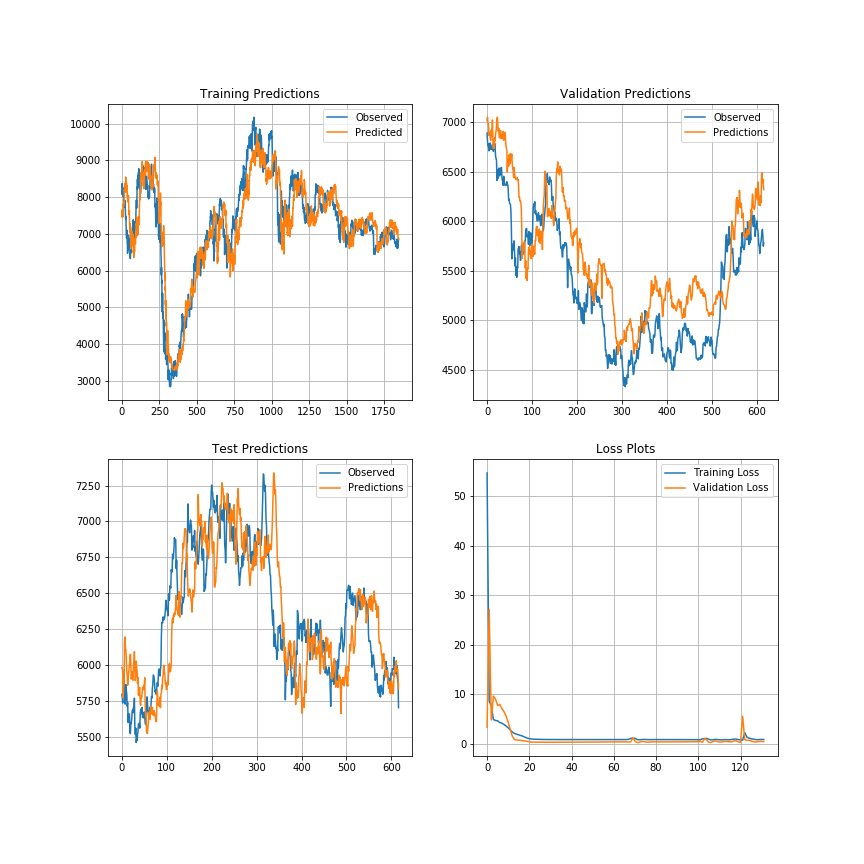 Training Predictions
Observed
Predicted
10000
9000
8000
7000
6000
5000
4000
3000
0 250 500 750 1000 1250 1500 1750
Validation Predictions
Observed
Predictions
7000
6500
6000
5500
5000
4500
0 100 200 300 400 500 600
Test Predictions
Observed
Predictions
7250
7000
6750
6500
6250
6000
5750
5500
0 100 200 300 400 500 600
Loss Plots
Training Loss
Validation Loss
50
40
30
20
10
0
0 20 40 60 80 100 120